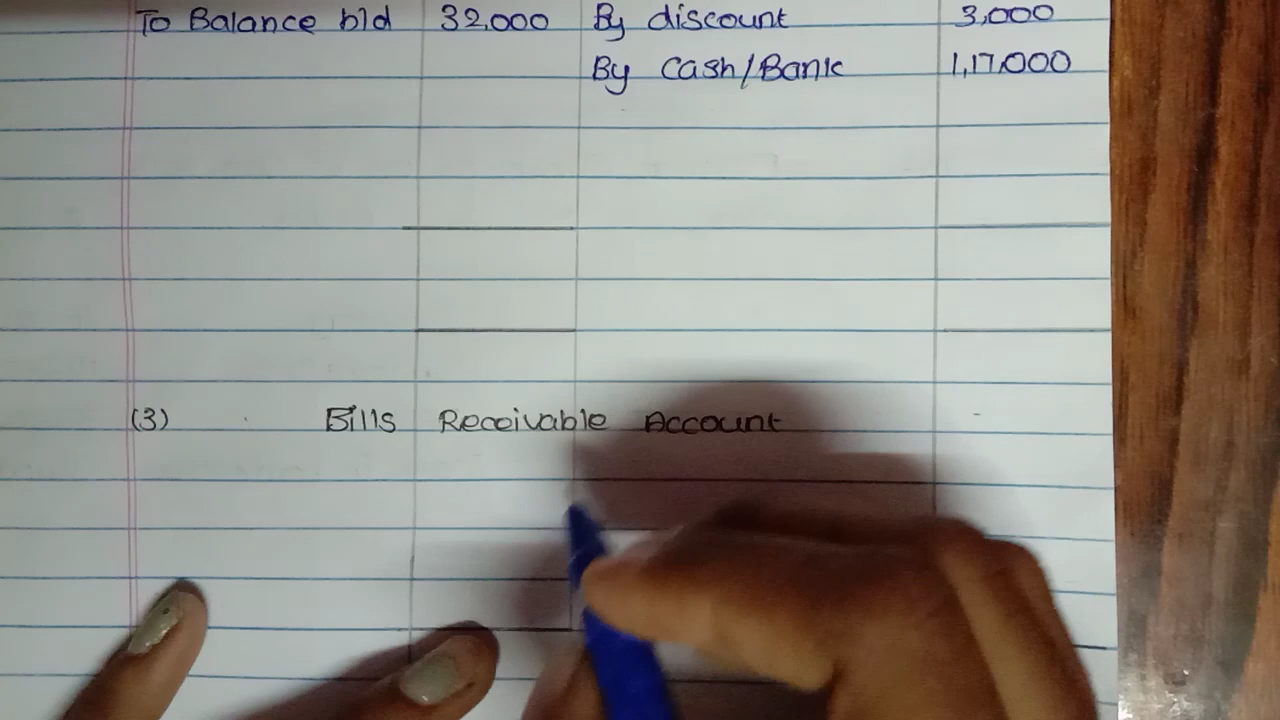 To Balance b/d 32,000 By discount 3,000
By Cash/Bank 1,17,000
(3) Bills Receivable Account